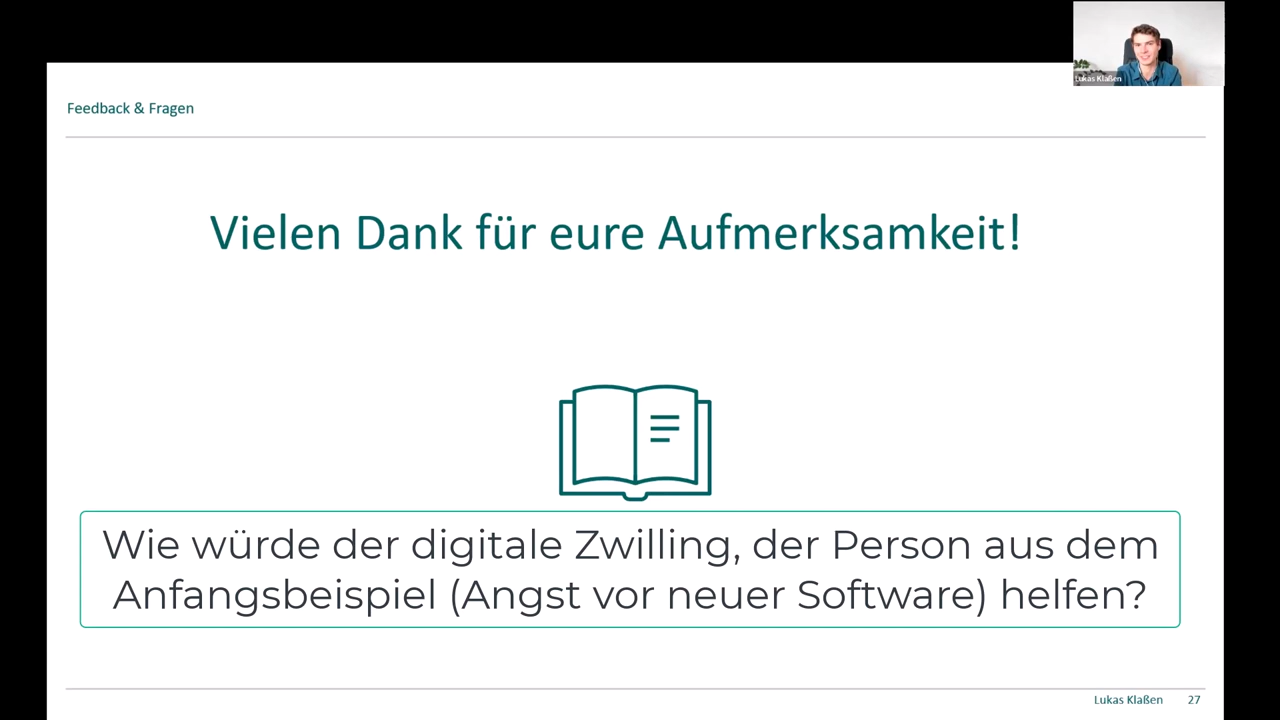 Lukas Klaßen
Feedback & Fragen
Vielen Dank für eure Aufmerksamkeit!
Wie würde der digitale Zwilling, der Person aus dem
Anfangsbeispiel (Angst vor neuer Software) helfen?
Lukas Klaßen 27